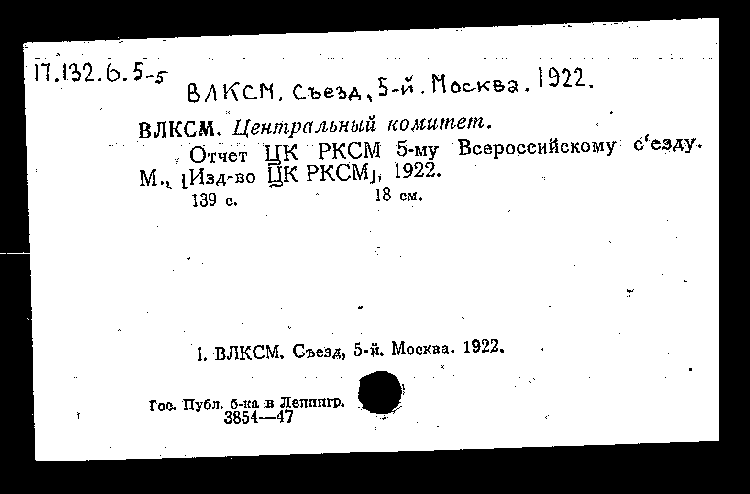 17.132.6.5-5
ВЛКСМ. Съезд, 5-й. Москва. 1922.
ВЛКСМ. Центральный комитет.
Отчет ЦК РКСМ 5-му Всероссийскому с‘езду.
М., [Изд-во ЦК РКСМ], 1922.
139 с. 18 см.
1. ВЛКСМ. Съезд, 5-й. Москва. 1922.
Гос. Публ. б-ка в Ленингр.
3854—47